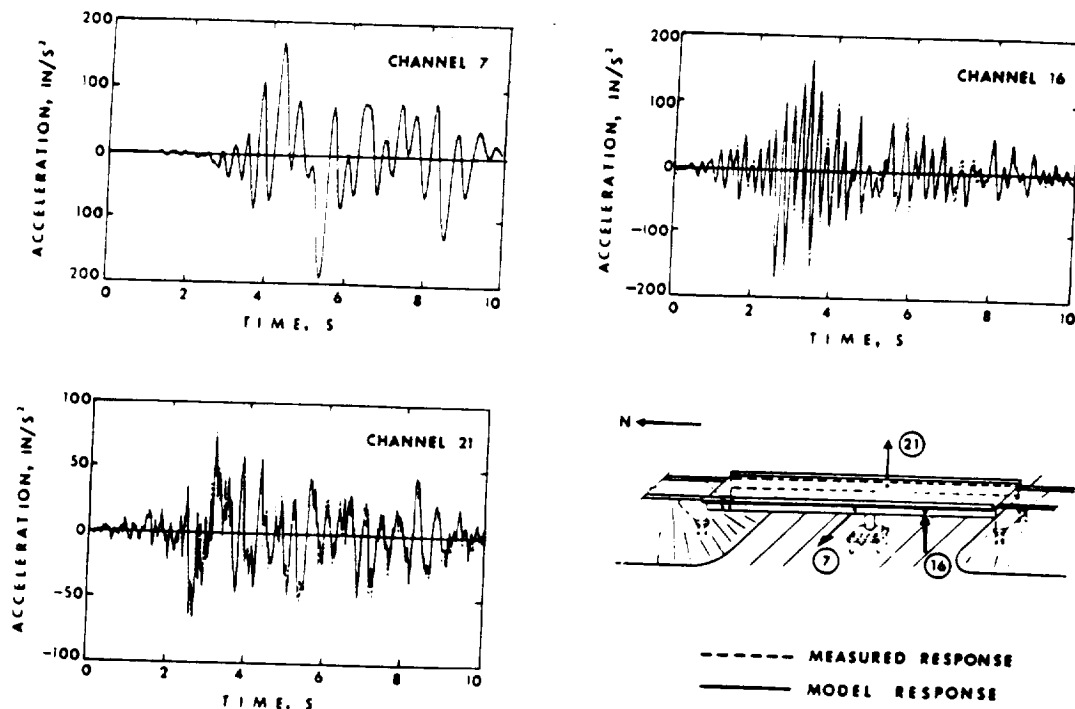 CHANNEL 7
ACCELERATION, IN/S²
200
100
0
100
200
0 2 4 6 8 10
TIME, S
CHANNEL 16
ACCELERATION, IN/S²
200
100
0
-100
-200
0 2 4 6 8 10
TIME, S
CHANNEL 21
ACCELERATION, IN/S²
100
50
0
-50
-100
0 2 4 6 8 10
TIME, S
N
21
7
16
MEASURED RESPONSE
MODEL RESPONSE